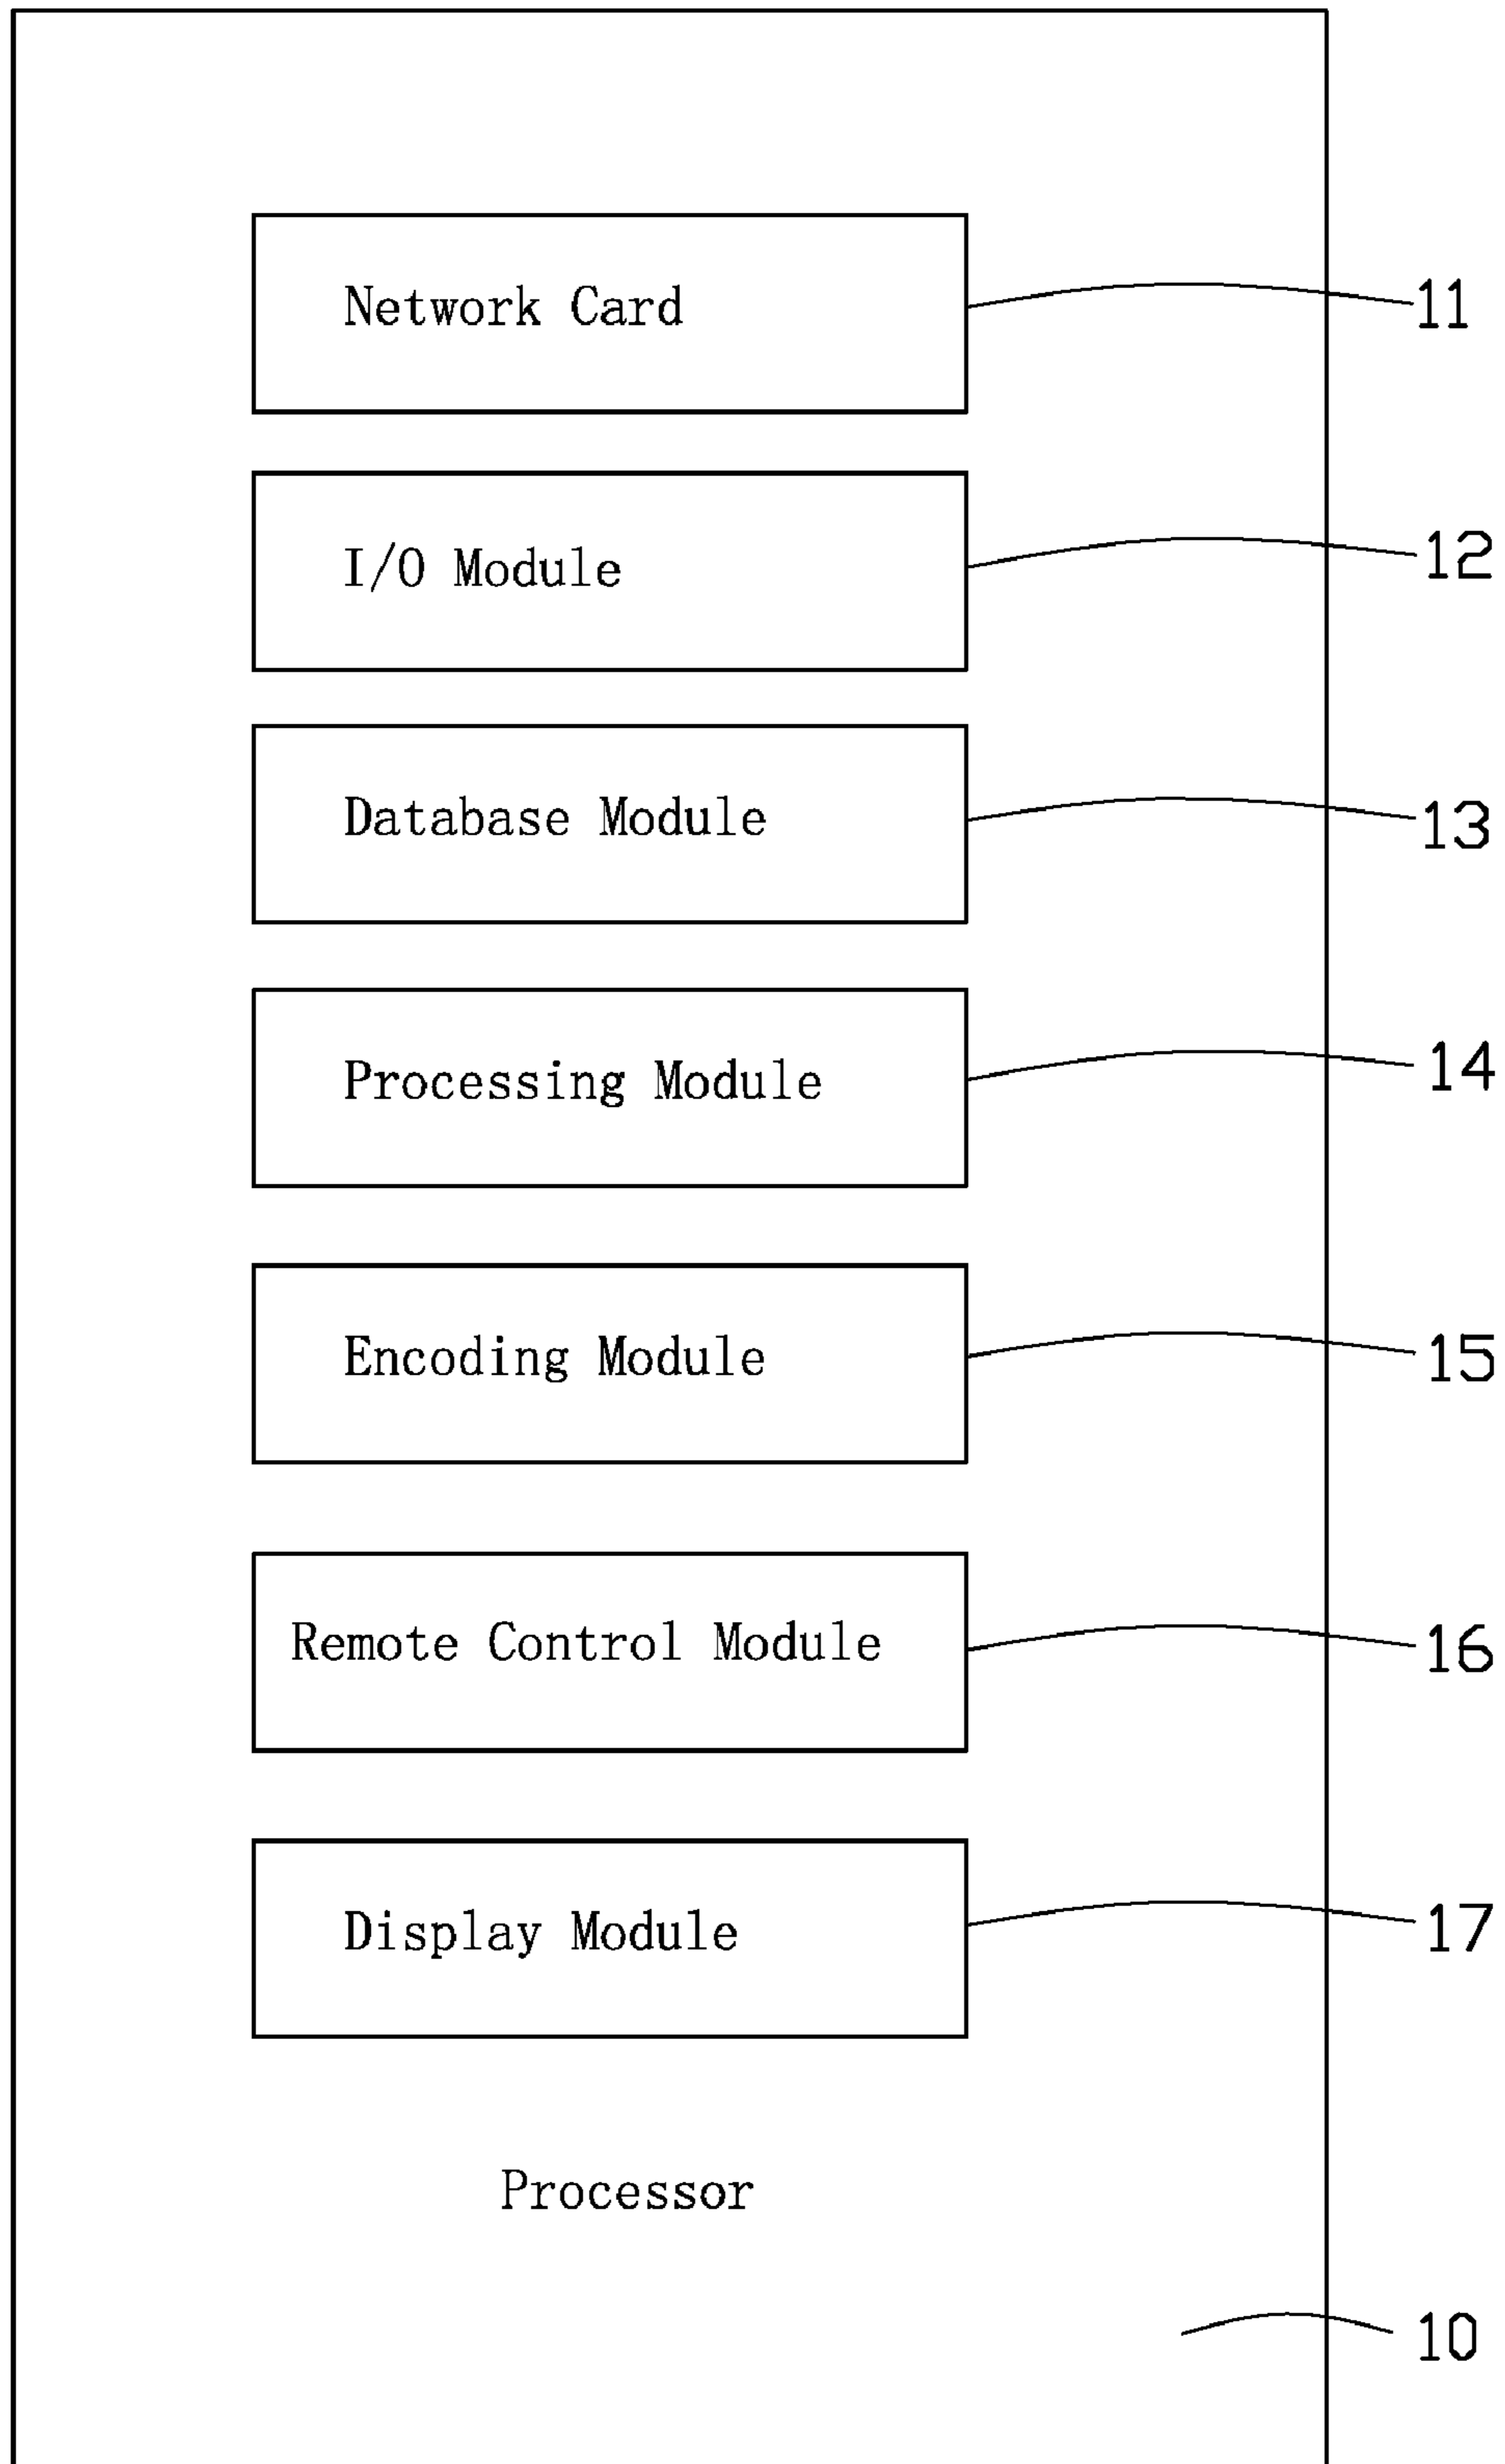 Network Card
11
I/O Module
12
Database Module
13
Processing Module
14
Encoding Module
15
Remote Control Module
16
Display Module
17
Processor
10